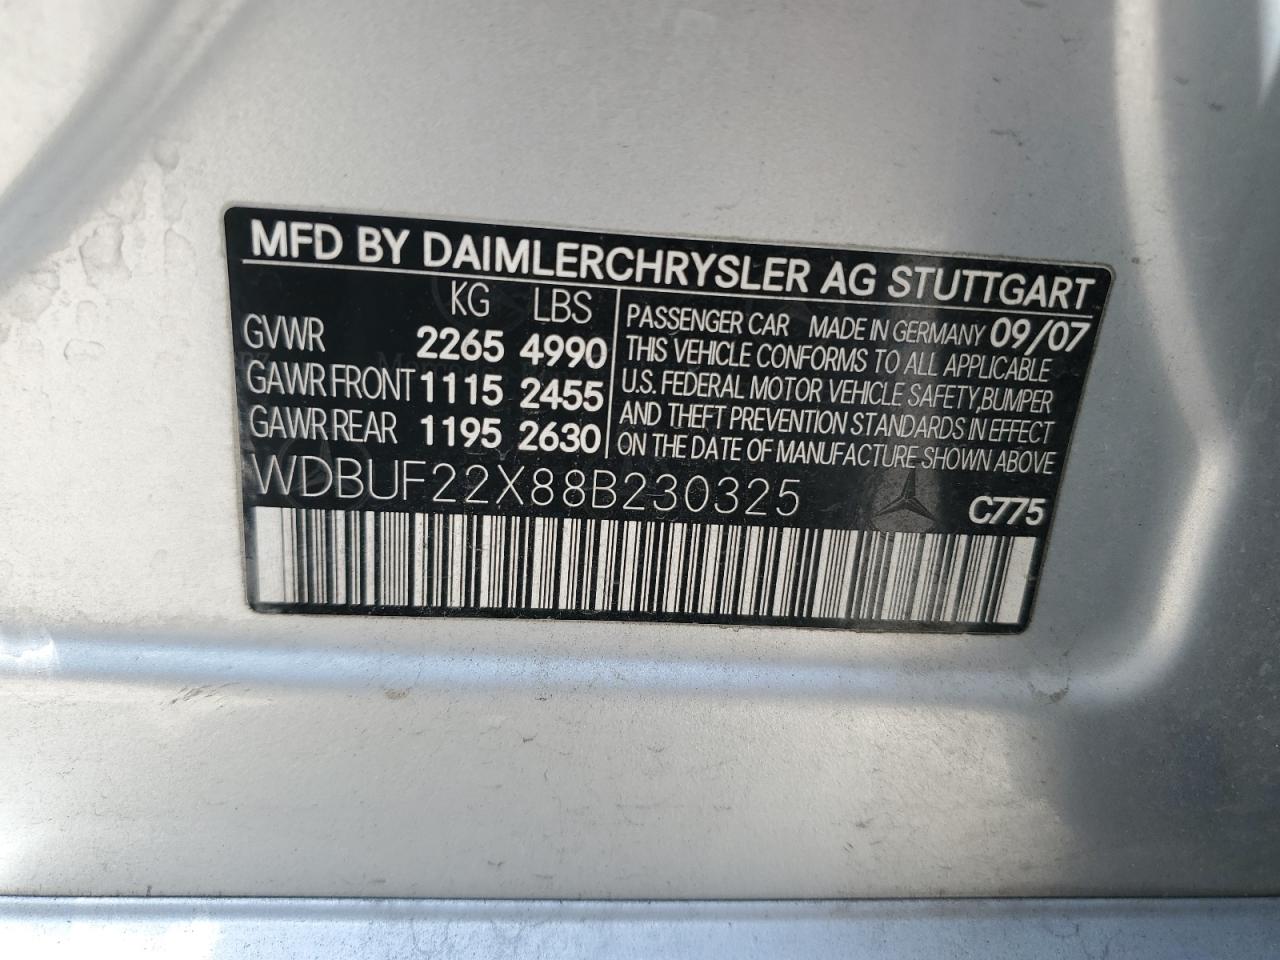 MFD BY DAIMLERCHRYSLER AG STUTTGART
KG LBS
GVWR 2265 4990
GAWR FRONT 1115 2455
GAWR REAR 1195 2630
PASSENGER CAR MADE IN GERMANY 09/07
THIS VEHICLE CONFORMS TO ALL APPLICABLE
U.S. FEDERAL MOTOR VEHICLE SAFETY,BUMPER
AND THEFT PREVENTION STANDARDS IN EFFECT
ON THE DATE OF MANUFACTURE SHOWN ABOVE
WDBUF22X88B230325
C775